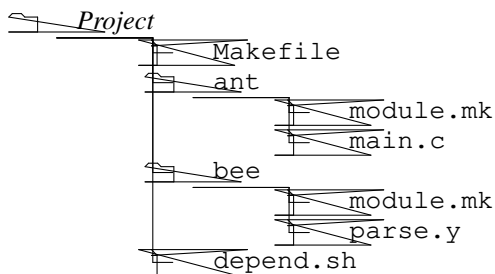 Project
Makefile
ant
module.mk
main.c
bee
module.mk
parse.y
depend.sh